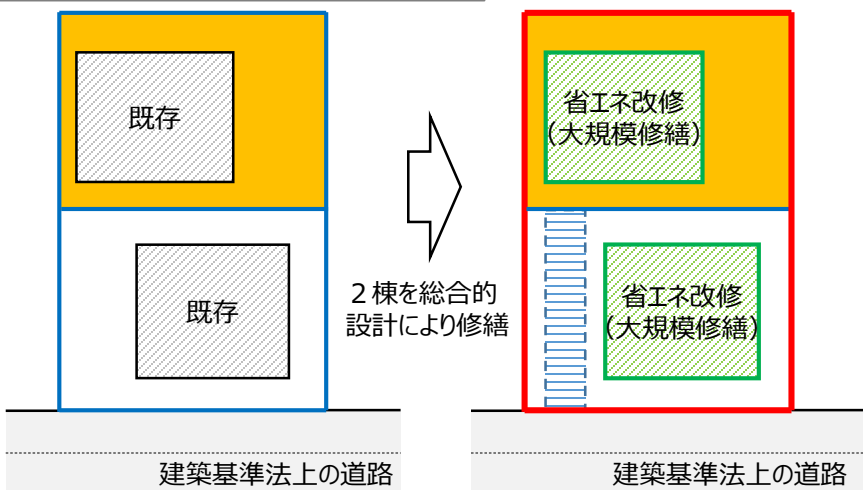 既存
既存
建築基準法上の道路
２棟を総合的
設計により修繕
省エネ改修
(大規模修繕)
省エネ改修
(大規模修繕)
建築基準法上の道路